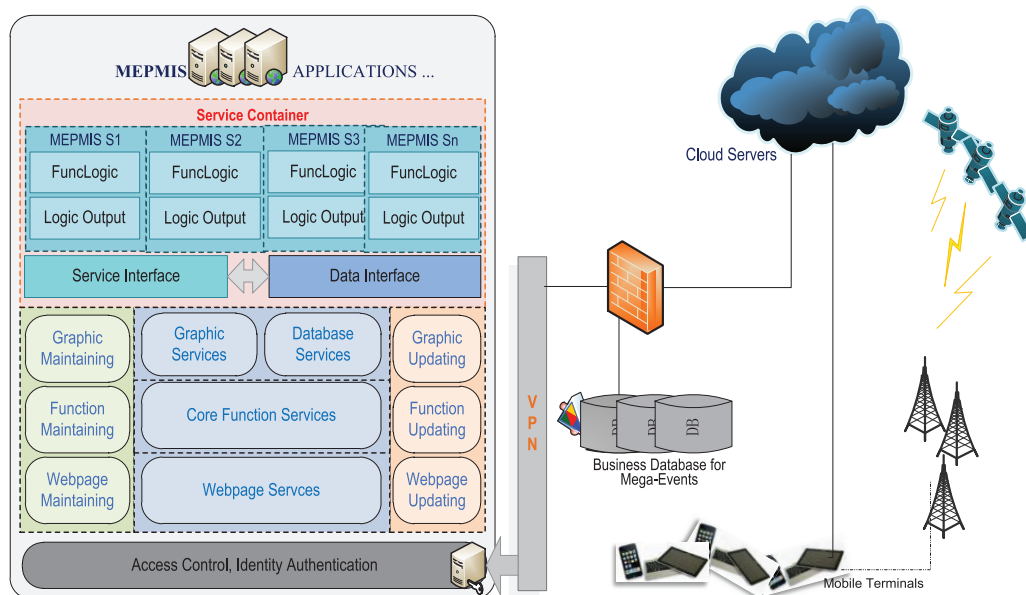 MEPMIS APPLICATIONS ...
Service Container
MEPMIS S1
MEPMIS S2
MEPMIS S3
MEPMIS Sn
FuncLogic
FuncLogic
FuncLogic
FuncLogic
Logic Output
Logic Output
Logic Output
Logic Output
Service Interface
Data Interface
Graphic
Maintaining
Graphic
Services
Database
Services
Graphic
Updating
Function
Maintaining
Core Function Services
Function
Updating
Webpage
Maintaining
Webpage Servces
Webpage
Updating
Access Control, Identity Authentication
VPN
Cloud Servers
DB
DB
DB
Business Database for
Mega-Events
Mobile Terminals